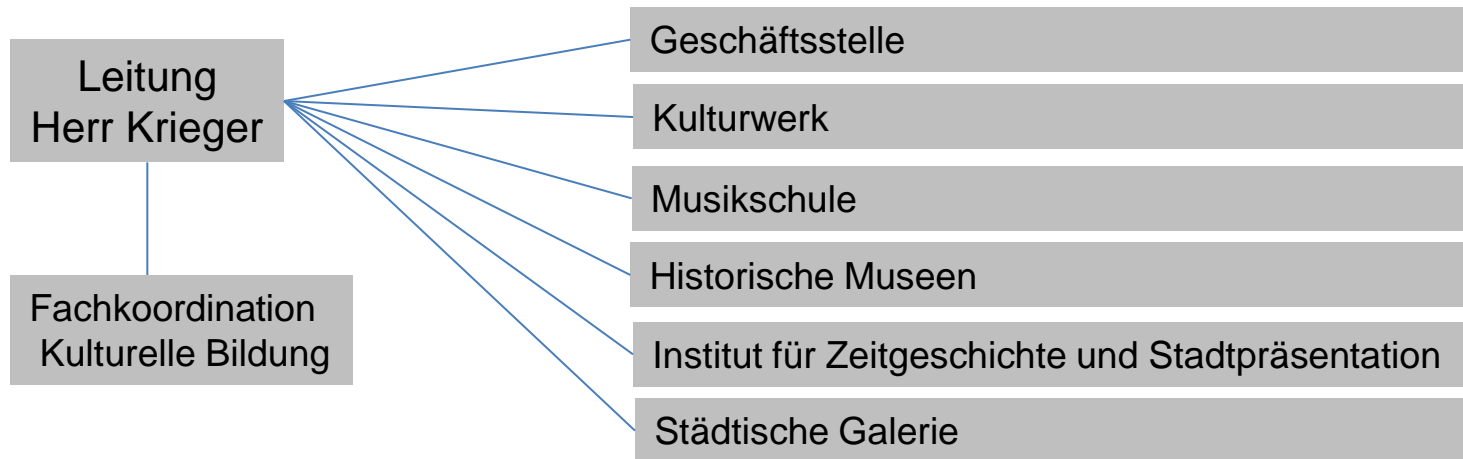 Leitung
Herr Krieger
Fachkoordination
Kulturelle Bildung
Geschäftsstelle
Kulturwerk
Musikschule
Historische Museen
Institut für Zeitgeschichte und Stadtpräsentation
Städtische Galerie